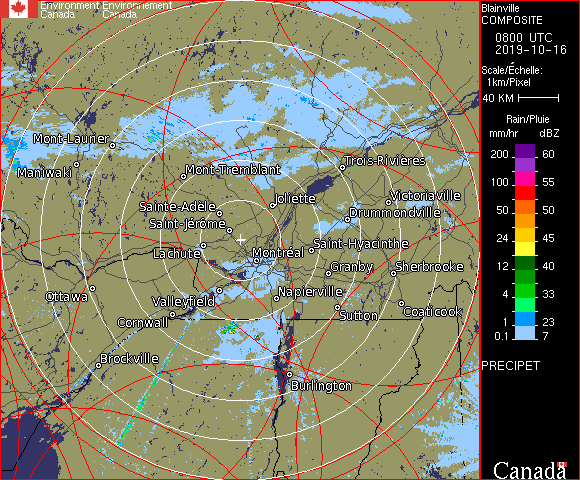 Environment Environnement
Canada Canada
Blainville
COMPOSITE
0800 UTC
2019-10-16
Scale/Échelle:
1km/Pixel
40 KM
Rain/Pluie
mm/hr dBZ
200 60
100 55
50 50
24 45
12 40
4 33
1 23
0.1 7
PRECIPET
Canada
Mont-Laurier
Maniwaki
Mont-Tremblant
Trois-Rivières
Sainte-Adèle
Joliette
Victoriaville
Drummondville
Saint-Jérôme
Lachute
Montréal
Saint-Hyacinthe
Granby
Sherbrooke
Ottawa
Valleyfield
Napierville
Cornwall
Sutton
Coaticook
Brockville
Burlington